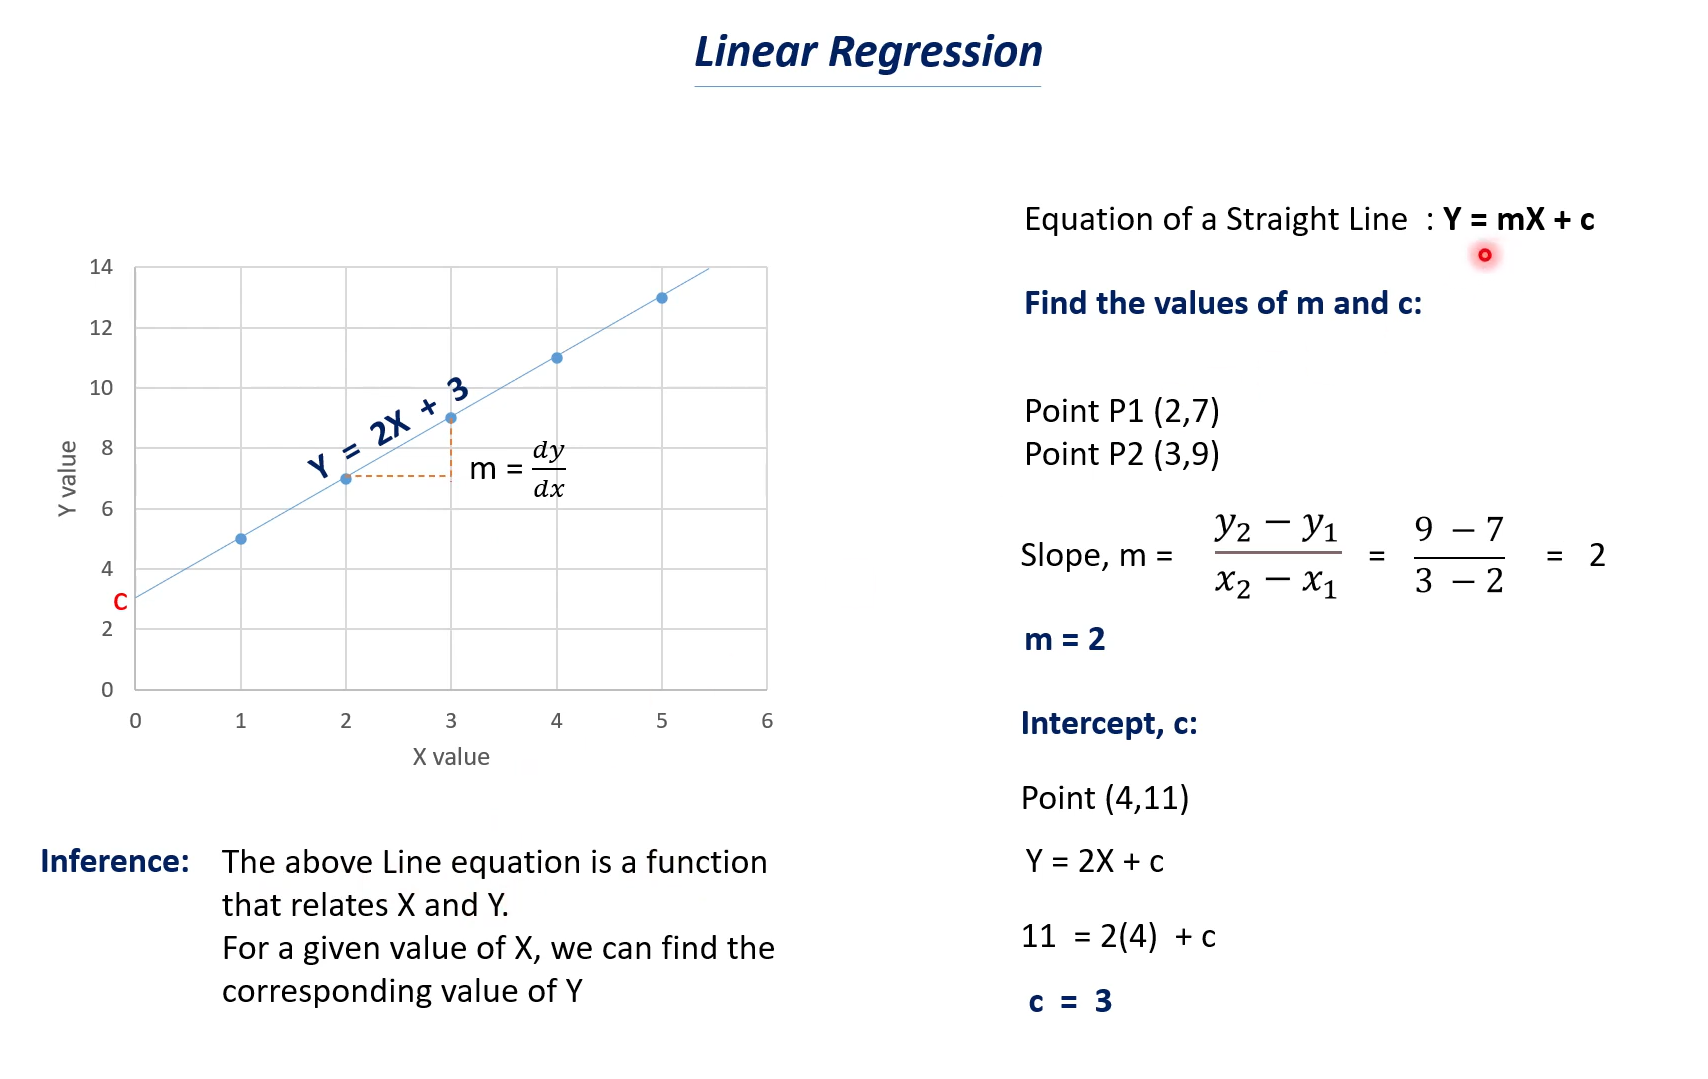 Linear Regression
Equation of a Straight Line : Y = mX + c
Find the values of m and c:
Point P1 (2,7)
Point P2 (3,9)
Slope, m = \frac{y_2 − y_1}{x_2 − x_1} = \frac{9 − 7}{3 − 2} = 2
m = 2
Intercept, c:
Point (4,11)
Y = 2X + c
11 = 2(4) + c
c = 3
14
12
10
8
6
4
2
0
Y value
c
Y = 2X + 3
m = \frac{dy}{dx}
0 1 2 3 4 5 6
X value
Inference: The above Line equation is a function
that relates X and Y.
For a given value of X, we can find the
corresponding value of Y